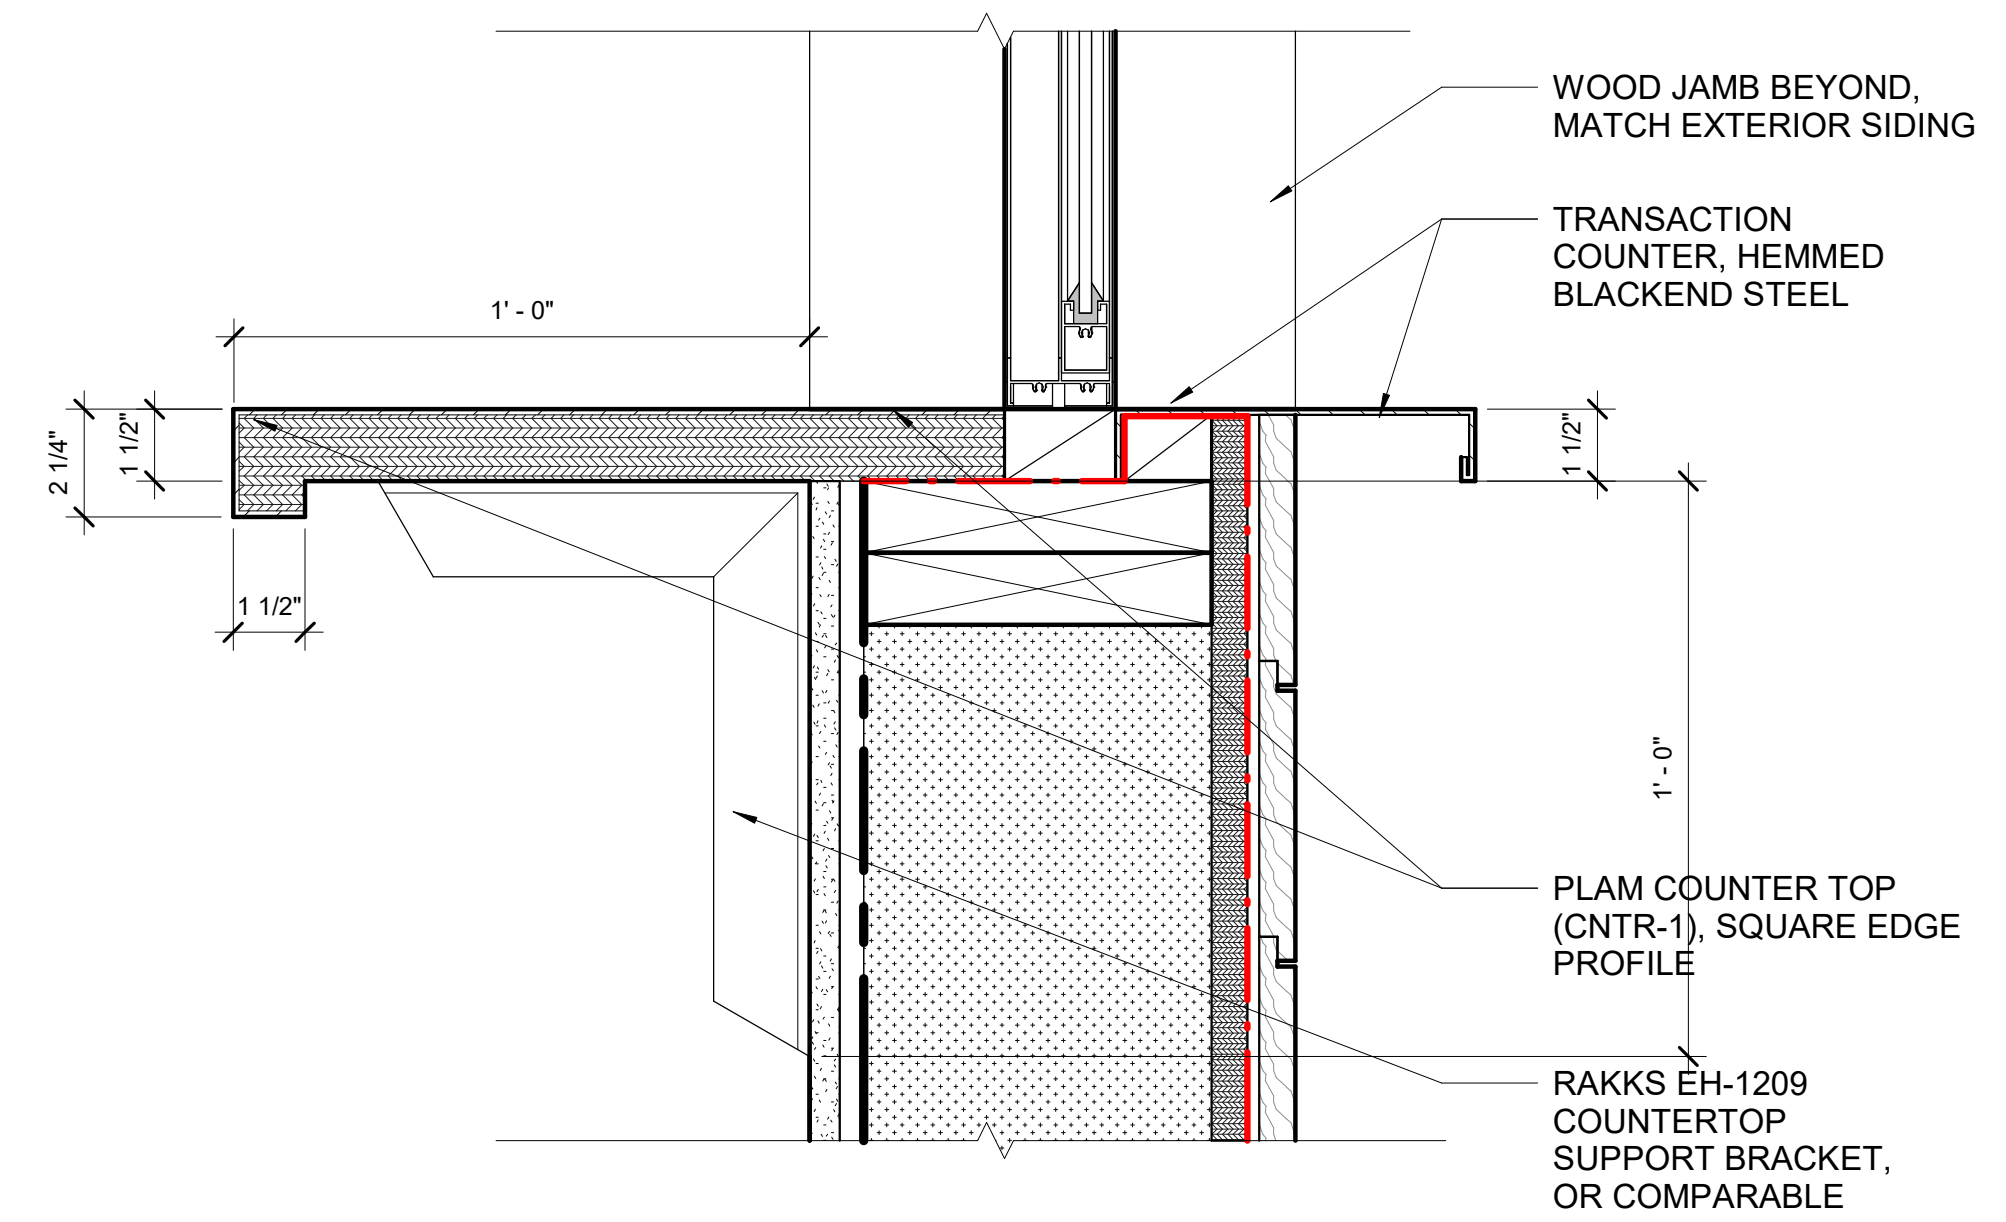 WOOD JAMB BEYOND,
MATCH EXTERIOR SIDING
TRANSACTION
COUNTER, HEMMED
BLACKEND STEEL
1' - 0"
2 1/4"
1 1/2"
1 1/2"
1 1/2"
1' - 0"
PLAM COUNTER TOP
(CNTR-1), SQUARE EDGE
PROFILE
RAKKS EH-1209
COUNTERTOP
SUPPORT BRACKET,
OR COMPARABLE